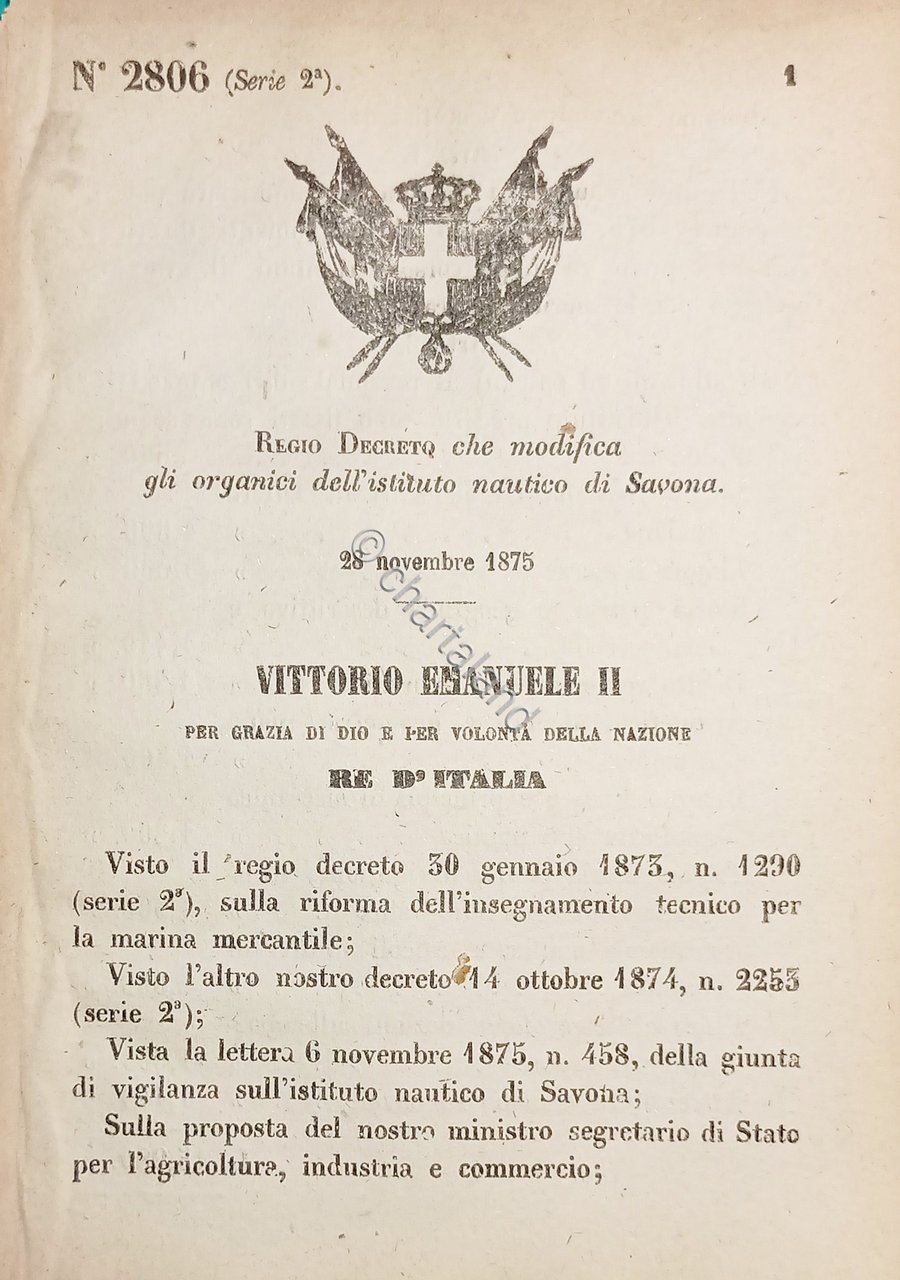 N° 2806 (Serie 2ª). 1
REGIO DECRETO che modifica
gli organici dell'istituto nautico di Savona.
28 novembre 1875
© chartaland
VITTORIO EMANUELE II
PER GRAZIA DI DIO E PER VOLONTÀ DELLA NAZIONE
RE D'ITALIA
Visto il regio decreto 30 gennaio 1873, n. 1290
(serie 2ª), sulla riforma dell'insegnamento tecnico per
la marina mercantile;
Visto l'altro nostro decreto 14 ottobre 1874, n. 2253
(serie 2ª);
Vista la lettera 6 novembre 1875, n. 458, della giunta
di vigilanza sull'istituto nautico di Savona;
Sulla proposta del nostro ministro segretario di Stato
per l'agricoltura, industria e commercio;